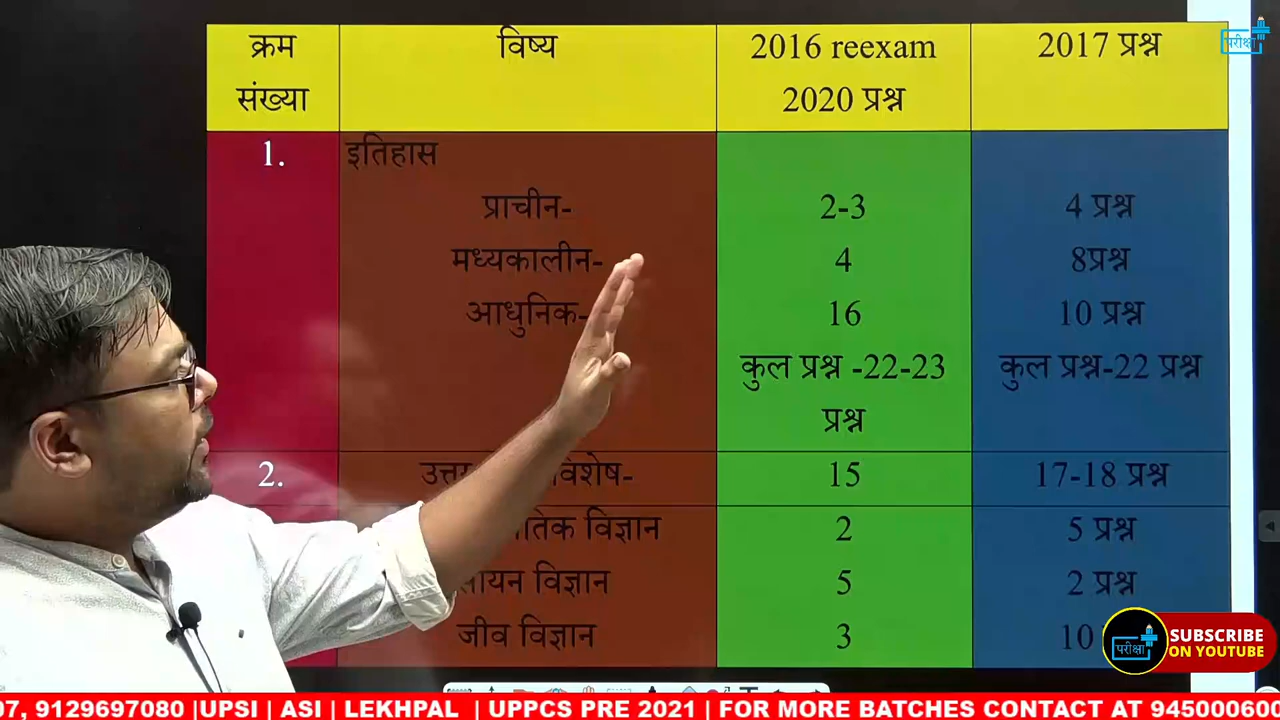 क्रम संख्या विष्य 2016 reexam 2020 प्रश्न 2017 प्रश्न
परीक्षा
1. इतिहास
प्राचीन- 2-3 4 प्रश्न
मध्यकालीन- 4 8प्रश्न
आधुनिक- 16 10 प्रश्न
कुल प्रश्न -22-23 प्रश्न कुल प्रश्न-22 प्रश्न
2. विशेष- 15 17-18 प्रश्न
विज्ञान 2 5 प्रश्न
विज्ञान 5 2 प्रश्न
जीव विज्ञान 3 10
परीक्षा
SUBSCRIBE
ON YOUTUBE
07, 9129697080 |UPSI | ASI | LEKHPAL | UPPCS PRE 2021 | FOR MORE BATCHES CONTACT AT 945000600